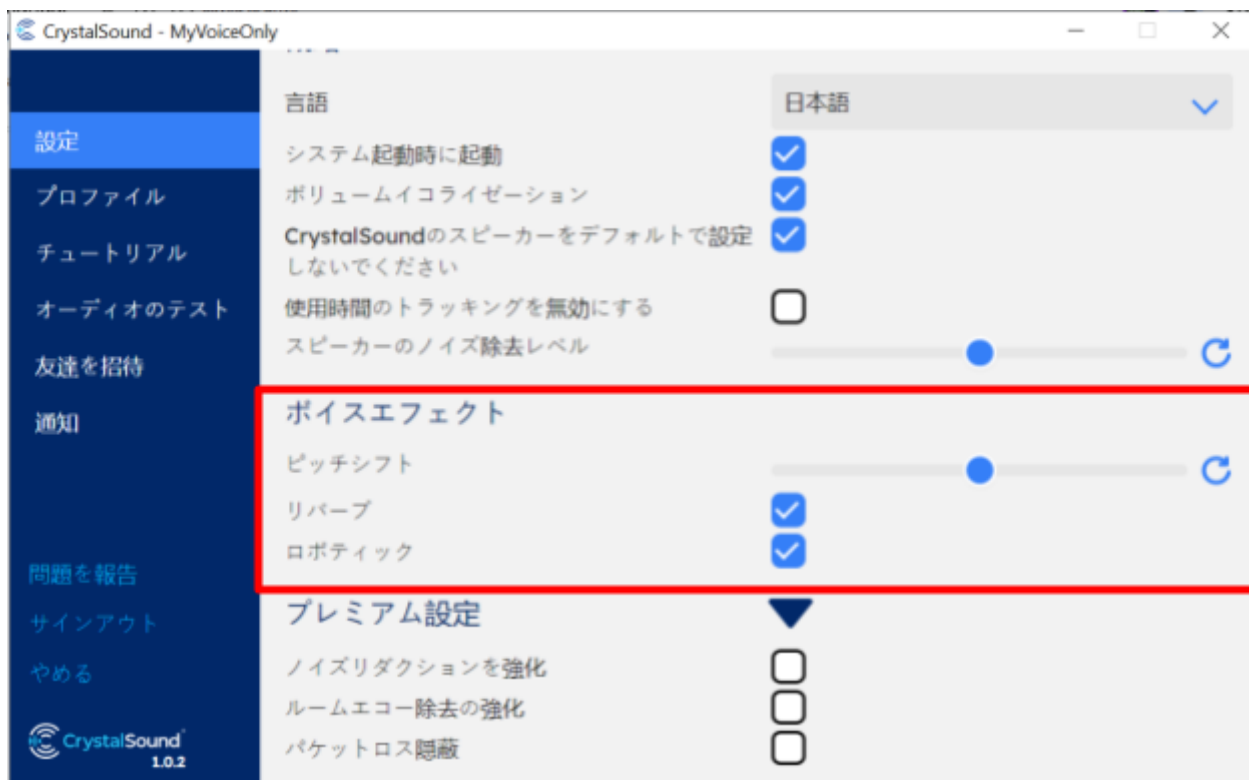 CrystalSound - MyVoiceOnly
設定
プロファイル
チュートリアル
オーディオのテスト
友達を招待
通知
問題を報告
サインアウト
やめる
CrystalSound
1.0.2
言語
日本語
システム起動時に起動
ボリュームイコライゼーション
CrystalSoundのスピーカーをデフォルトで設定
しないでください
使用時間のトラッキングを無効にする
スピーカーのノイズ除去レベル
ボイスエフェクト
ピッチシフト
リバーブ
ロボティック
プレミアム設定
ノイズリダクションを強化
ルームエコー除去の強化
パケットロス隠蔽